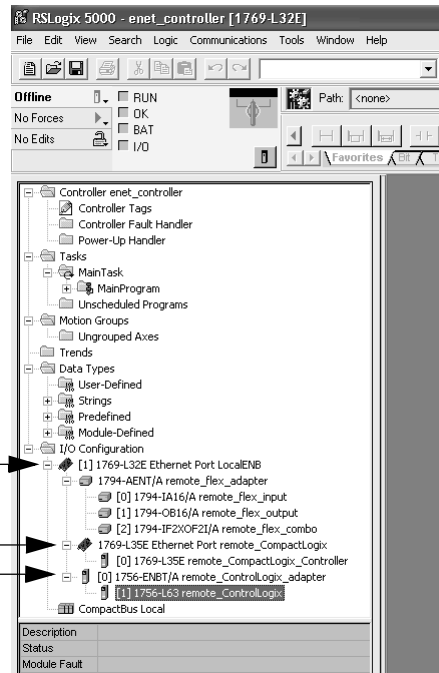 RSLogix 5000 - enet_controller [1769-L32E]
File Edit View Search Logic Communications Tools Window Help
Offline
RUN
No Forces
OK
No Edits
BAT
I/O
Path: <none>
Favorites
Bit
Controller enet_controller
Controller Tags
Controller Fault Handler
Power-Up Handler
Tasks
MainTask
MainProgram
Unscheduled Programs
Motion Groups
Ungrouped Axes
Trends
Data Types
User-Defined
Strings
Predefined
Module-Defined
I/O Configuration
[1] 1769-L32E Ethernet Port LocalENB
1794-AENT/A remote_flex_adapter
[0] 1794-IA16/A remote_flex_input
[1] 1794-OB16/A remote_flex_output
[2] 1794-IF2XOF2I/A remote_flex_combo
1769-L35E Ethernet Port remote_CompactLogix
[0] 1769-L35E remote_CompactLogix_Controller
[0] 1756-ENBT/A remote_ControlLogix_adapter
[1] 1756-L63 remote_ControlLogix
CompactBus Local
Description
Status
Module Fault